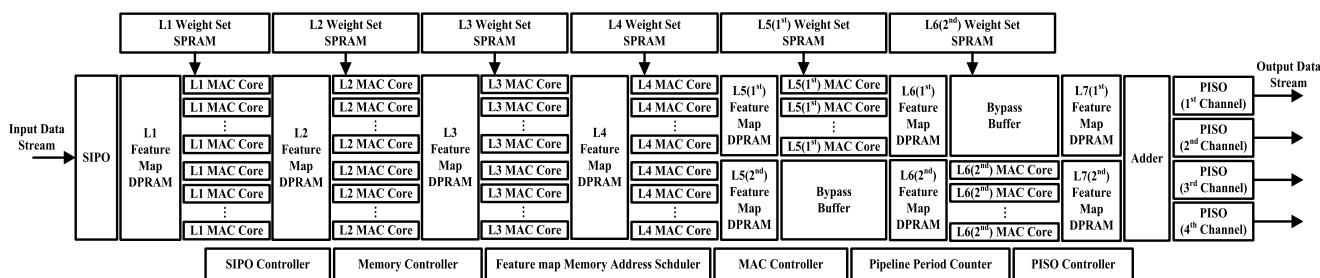 L1 Weight Set
SPRAM
L2 Weight Set
SPRAM
L3 Weight Set
SPRAM
L4 Weight Set
SPRAM
L5(1st) Weight Set
SPRAM
L6(2nd) Weight Set
SPRAM
Input Data
Stream
SIPO
L1
Feature
Map
DPRAM
L1 MAC Core
L1 MAC Core
⋮
L1 MAC Core
L1 MAC Core
L1 MAC Core
⋮
L1 MAC Core
L2
Feature
Map
DPRAM
L2 MAC Core
L2 MAC Core
⋮
L2 MAC Core
L2 MAC Core
L2 MAC Core
⋮
L2 MAC Core
L3
Feature
Map
DPRAM
L3 MAC Core
L3 MAC Core
⋮
L3 MAC Core
L3 MAC Core
L3 MAC Core
⋮
L3 MAC Core
L4
Feature
Map
DPRAM
L4 MAC Core
L4 MAC Core
⋮
L4 MAC Core
L4 MAC Core
L4 MAC Core
⋮
L4 MAC Core
L5(1st)
Feature
Map
DPRAM
L5(2nd)
Feature
Map
DPRAM
L5(1st) MAC Core
L5(1st) MAC Core
⋮
L5(1st) MAC Core
Bypass
Buffer
L6(1st)
Feature
Map
DPRAM
L6(2nd)
Feature
Map
DPRAM
Bypass
Buffer
L6(2nd) MAC Core
L6(2nd) MAC Core
⋮
L6(2nd) MAC Core
L7(1st)
Feature
Map
DPRAM
L7(2nd)
Feature
Map
DPRAM
Adder
PISO
(1st Channel)
PISO
(2nd Channel)
PISO
(3rd Channel)
PISO
(4th Channel)
Output Data
Stream
SIPO Controller
Memory Controller
Feature map Memory Address Schduler
MAC Controller
Pipeline Period Counter
PISO Controller